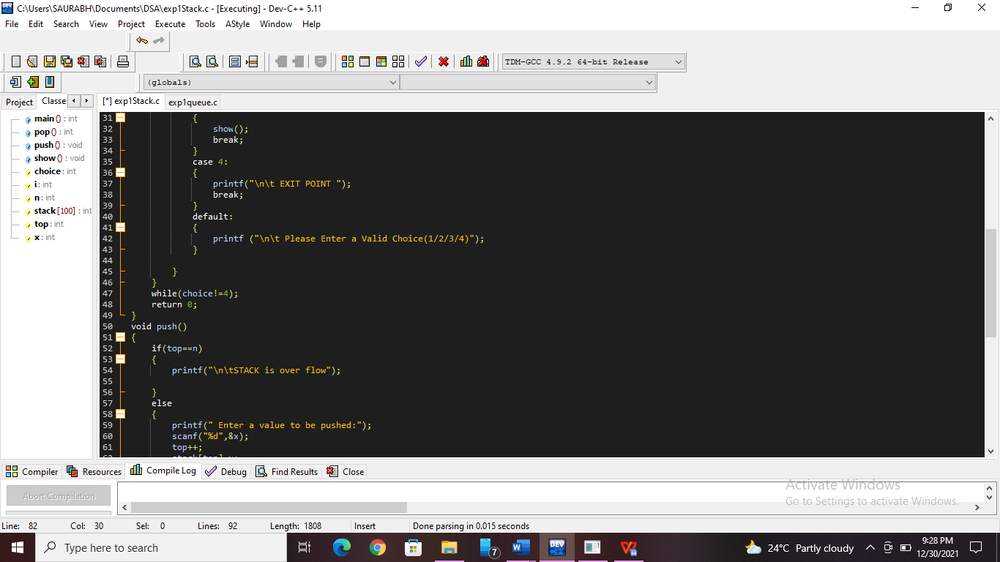 C:\Users\SAURABH\Documents\DSA\exp1Stack.c - [Executing] - Dev-C++ 5.11
File Edit Search View Project Execute Tools AStyle Window Help
TDM-GCC 4.9.2 64-bit Release
(globals)
Project Classe [*] exp1Stack.c exp1queue.c
main () : int
pop () : int
push () : void
show () : void
choice : int
i : int
n : int
stack [100] : int
top : int
x : int
31 {
32 show();
33 break;
34 }
35 case 4:
36 {
37 printf("\n\t EXIT POINT ");
38 break;
39 }
40 default:
41 {
42 printf ("\n\t Please Enter a Valid Choice(1/2/3/4)");
43 }
44
45 }
46 }
47 while(choice!=4);
48 return 0;
49 }
50 void push()
51 {
52 if(top==n)
53 {
54 printf("\n\tSTACK is over flow");
55
56 }
57 else
58 {
59 printf(" Enter a value to be pushed:");
60 scanf("%d",&x);
61 top++;
Compiler Resources Compile Log Debug Find Results Close
Abort Compilation
Activate Windows
Go to Settings to activate Windows.
Line: 82 Col: 30 Sel: 0 Lines: 92 Length: 1808 Insert Done parsing in 0.015 seconds
Type here to search
7
W
DEV
24°C Partly cloudy
9:28 PM
12/30/2021